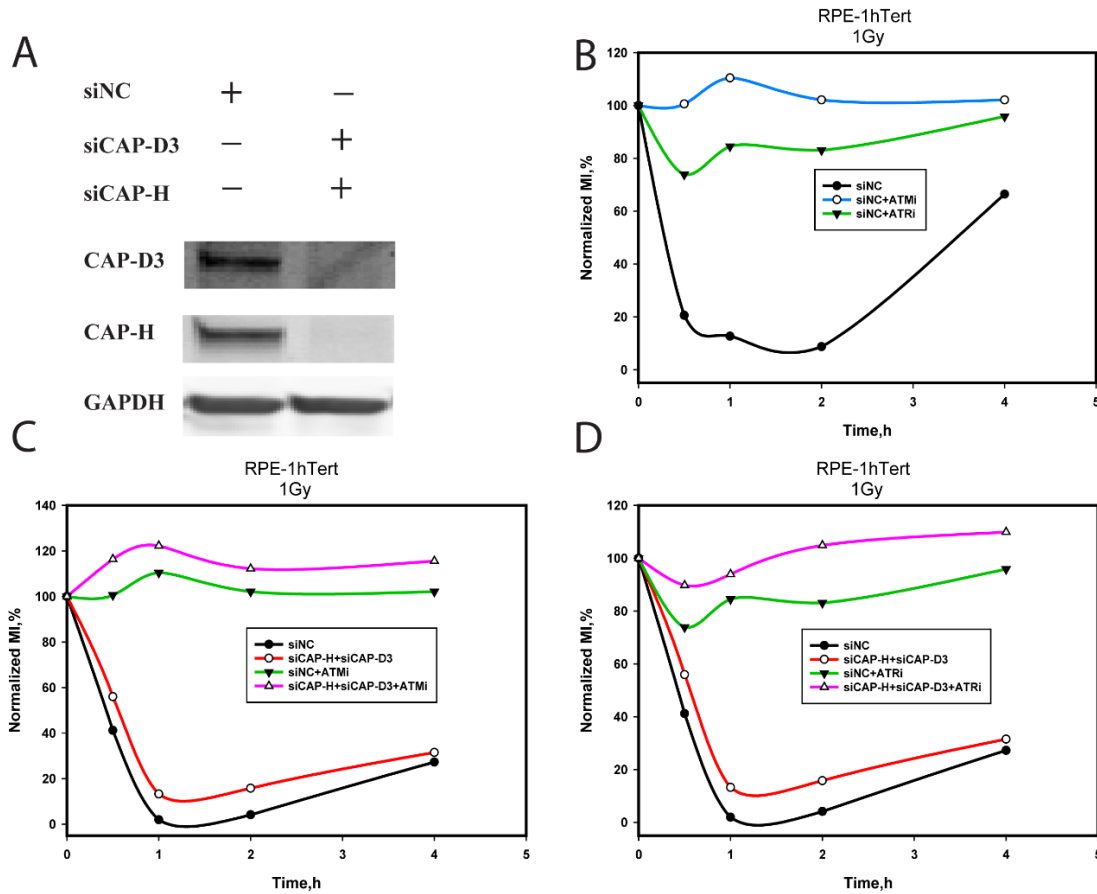 A
siNC + –
siCAP-D3 – +
siCAP-H – +
CAP-D3
CAP-H
GAPDH
B
RPE-1hTert
1Gy
Normalized MI,%
120
100
80
60
40
20
0
siNC
siNC+ATMi
siNC+ATRi
0 1 2 3 4 5
Time,h
C
RPE-1hTert
1Gy
Normalized MI,%
140
120
100
80
60
40
20
0
siNC
siCAP-H+siCAP-D3
siNC+ATMi
siCAP-H+siCAP-D3+ATMi
0 1 2 3 4 5
Time,h
D
RPE-1hTert
1Gy
Normalized MI,%
120
100
80
60
40
20
0
siNC
siCAP-H+siCAP-D3
siNC+ATRi
siCAP-H+siCAP-D3+ATRi
0 1 2 3 4 5
Time,h